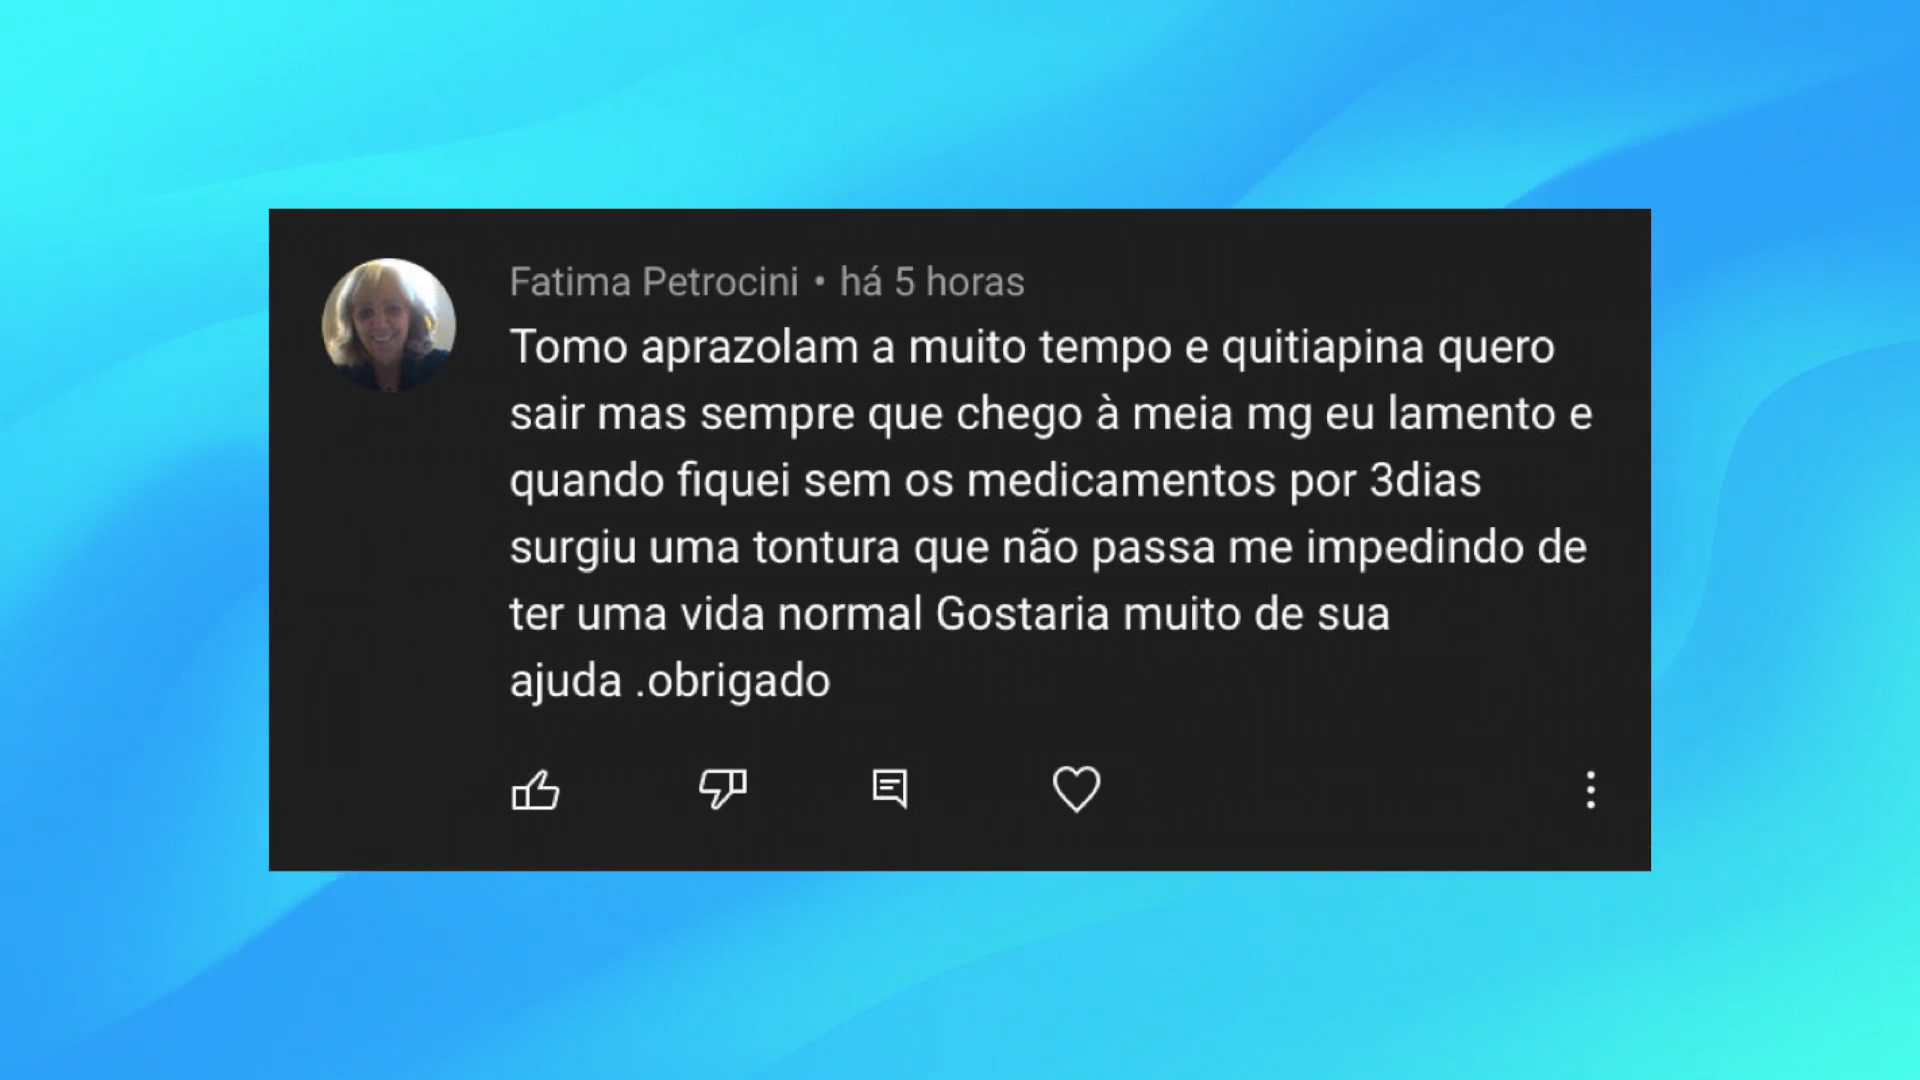 Fatima Petrocini • há 5 horas
Tomo aprazolam a muito tempo e quitiapina quero
sair mas sempre que chego à meia mg eu lamento e
quando fiquei sem os medicamentos por 3dias
surgiu uma tontura que não passa me impedindo de
ter uma vida normal Gostaria muito de sua
ajuda .obrigado